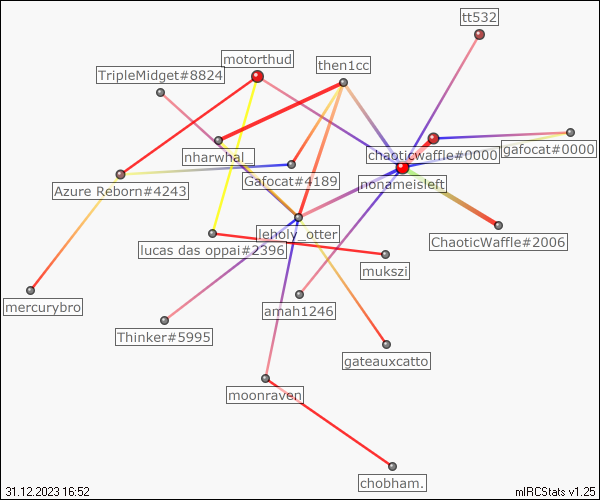 tt532
motorthud
then1cc
TripleMidget#8824
gafocat#0000
chaoticwaffle#0000
nharwhal_
Gafocat#4189
nonameisleft
Azure Reborn#4243
leholy_otter
ChaoticWaffle#2006
lucas das oppai#2396
mukszi
mercurybro
amah1246
Thinker#5995
gateauxcatto
moonraven
chobham.
31.12.2023 16:52
mIRCStats v1.25